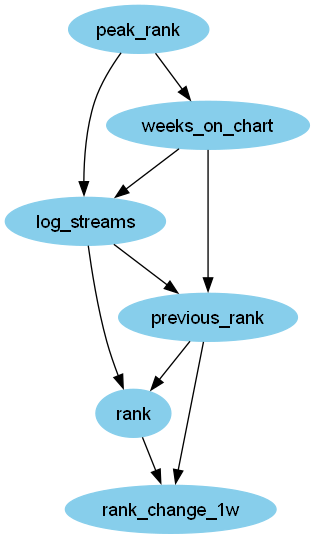 peak_rank
weeks_on_chart
log_streams
previous_rank
rank
rank_change_1w